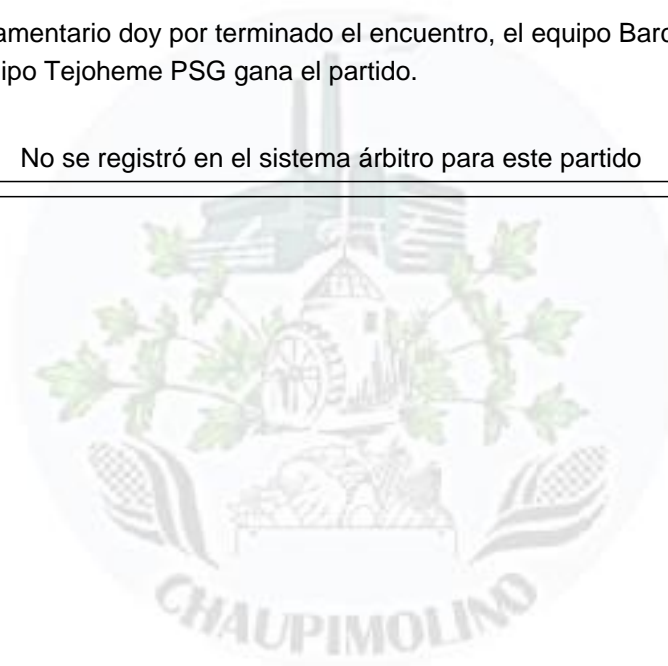 amentario doy por terminado el encuentro, el equipo Barc
ipo Tejoheme PSG gana el partido.
No se registró en el sistema árbitro para este partido
CHAUPIMOLINO